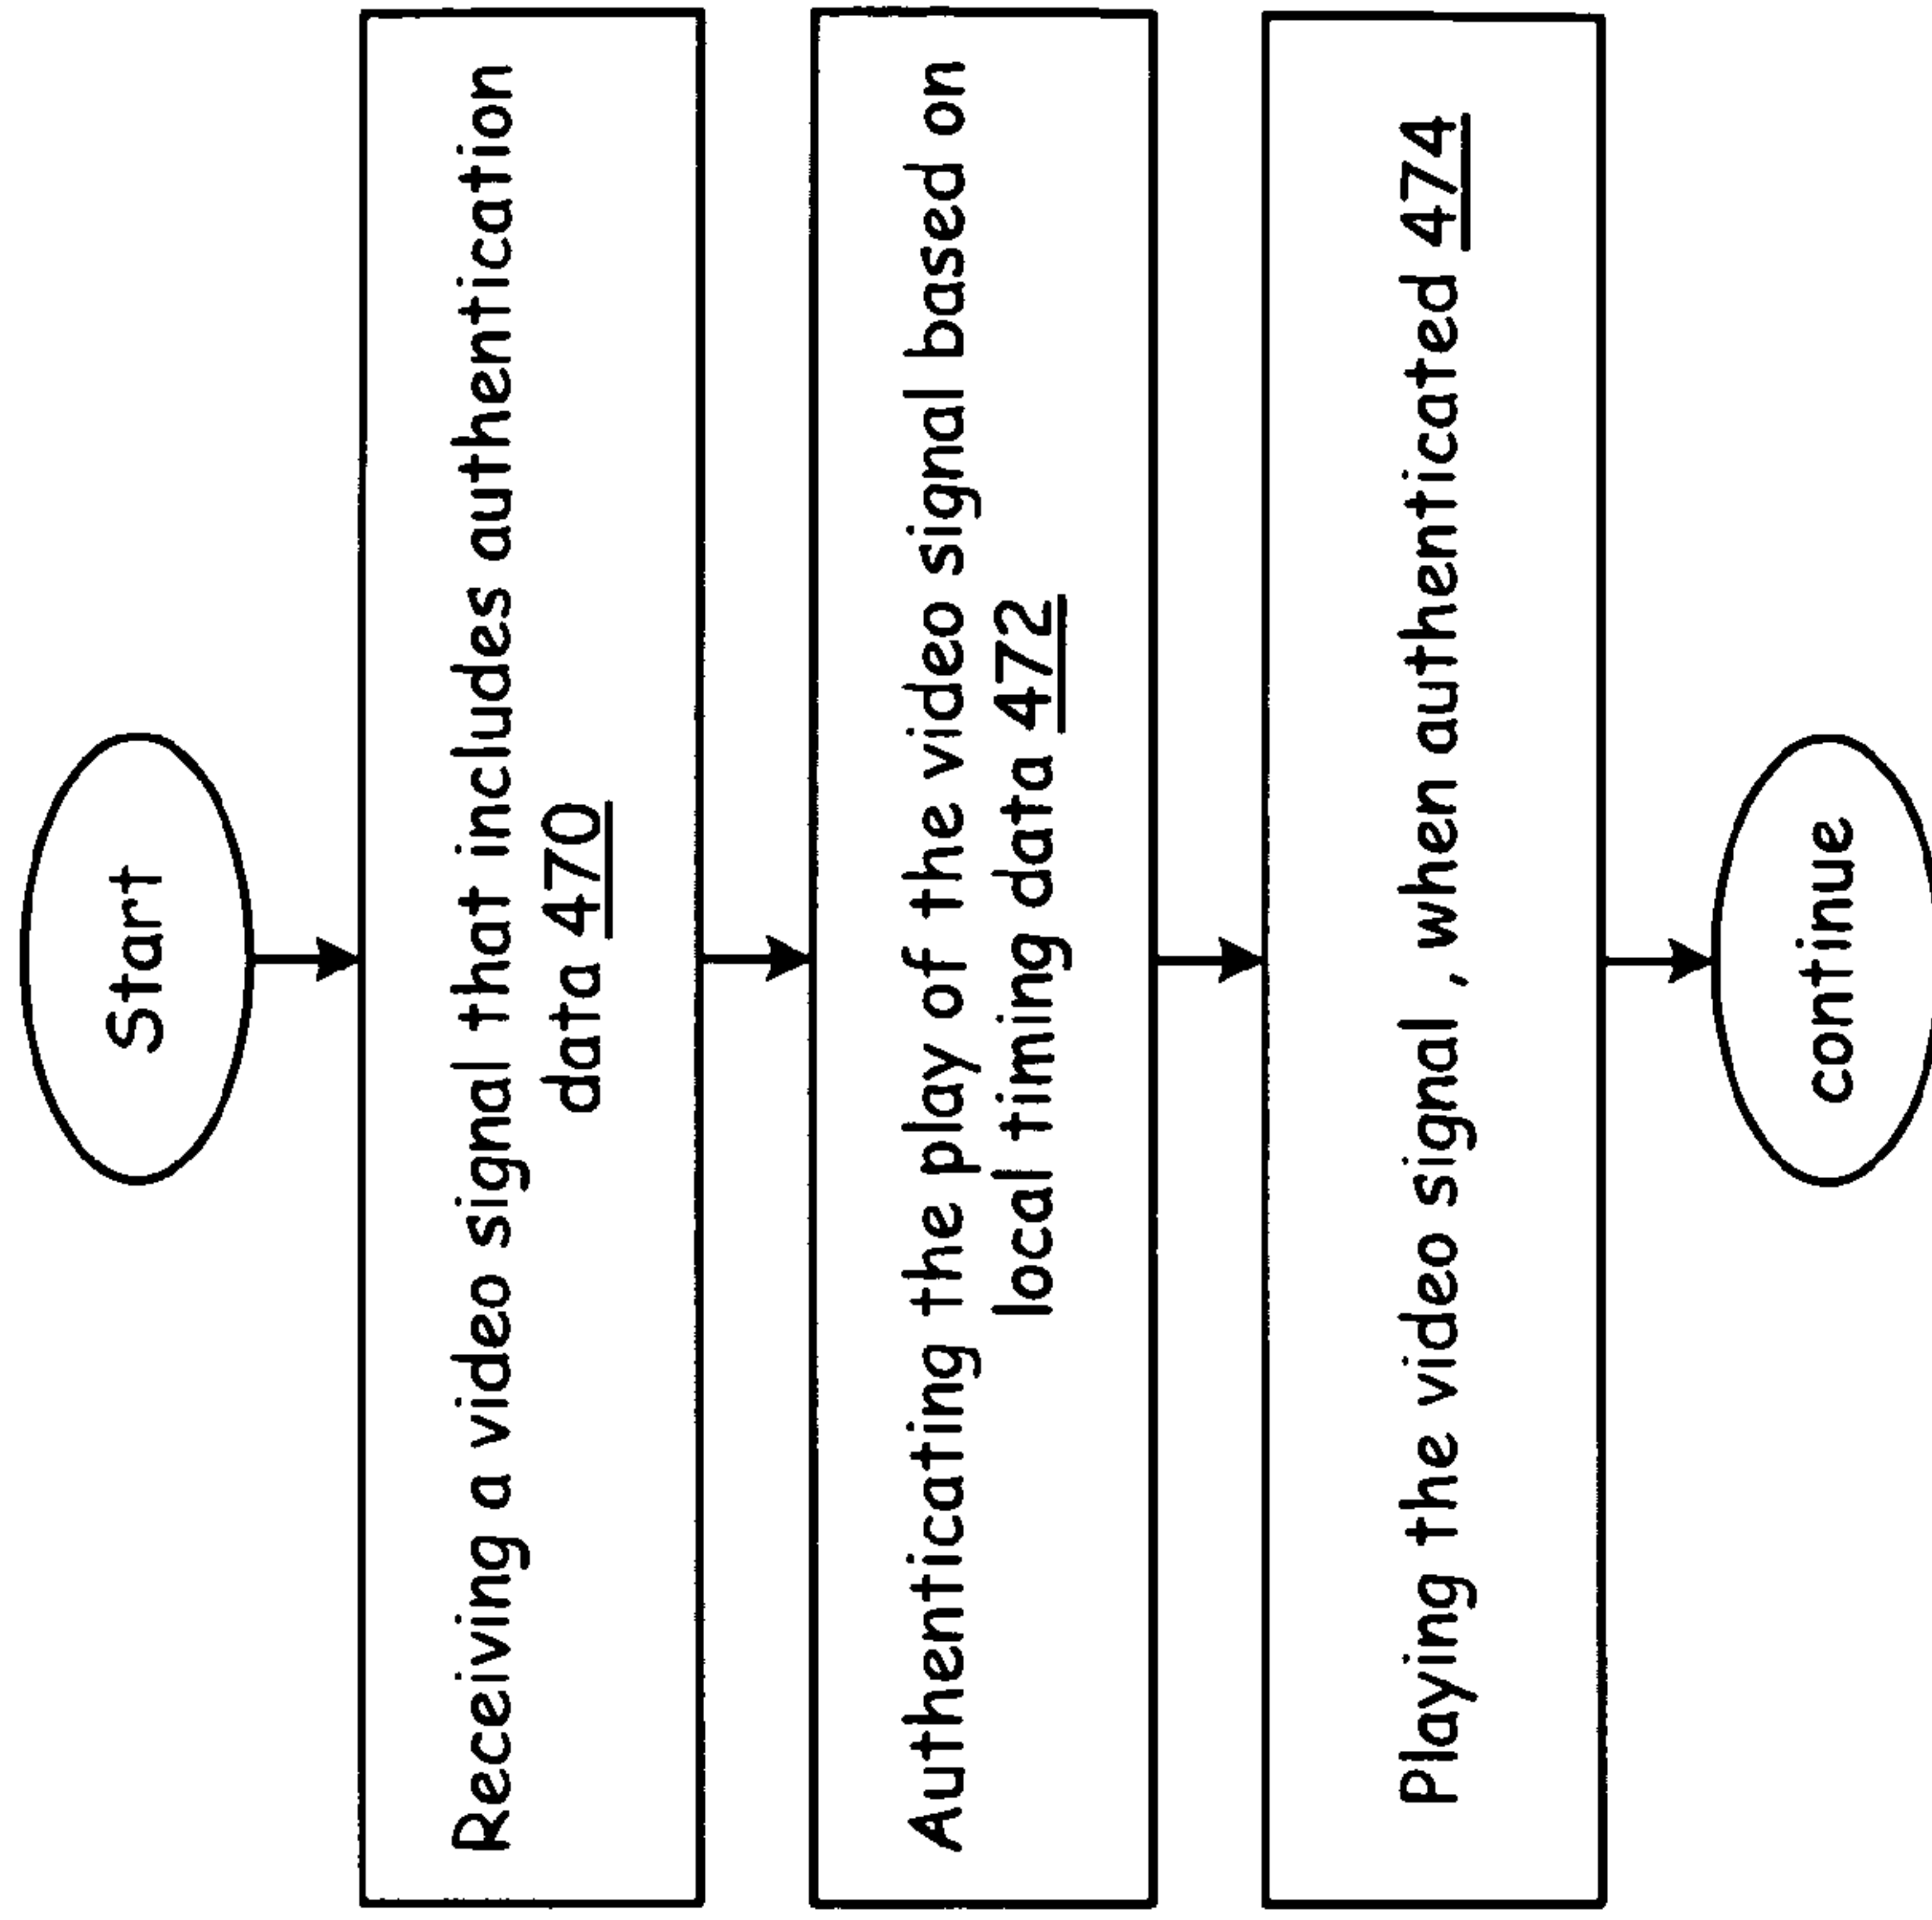 Start
Receiving a video signal that includes authentication
data 470
Authenticating the play of the video signal based on
local timing data 472
Playing the video signal , when authenticated 474
continue